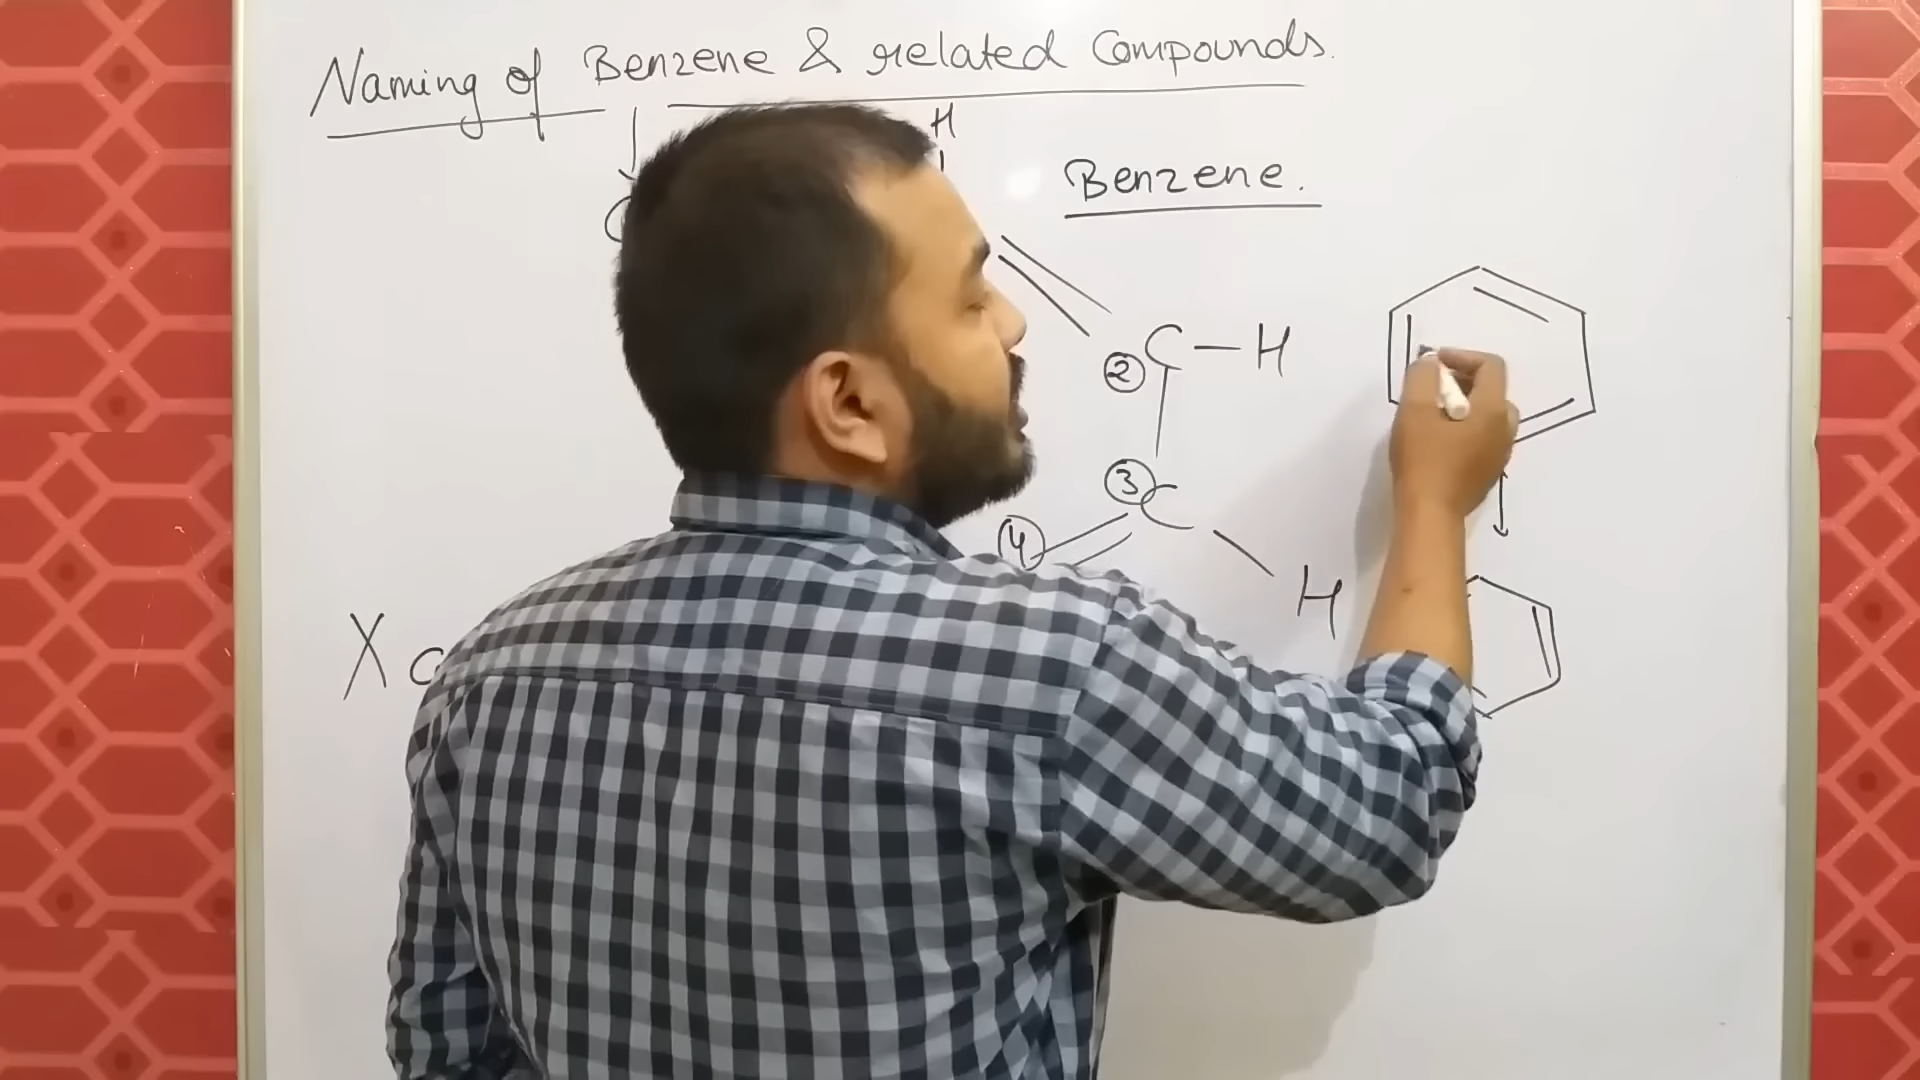 Naming of Benzene & related Compounds.
H
Benzene.
② C — H
③ C
④
H
X